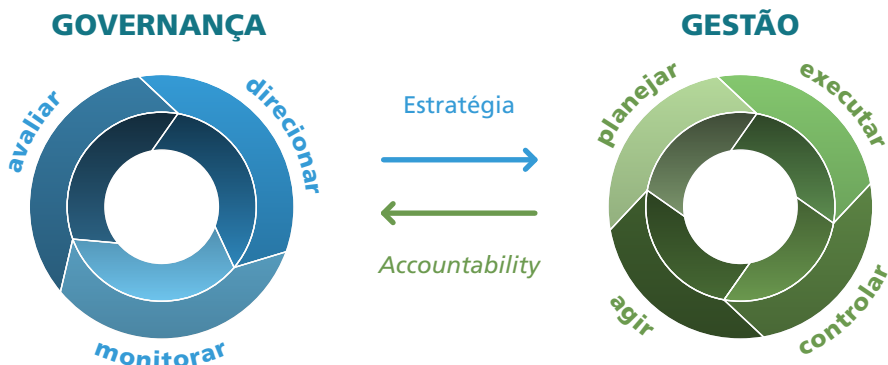 GOVERNANÇA
avaliar
direcionar
monitorar
Estratégia
Accountability
GESTÃO
planejar
executar
controlar
agir